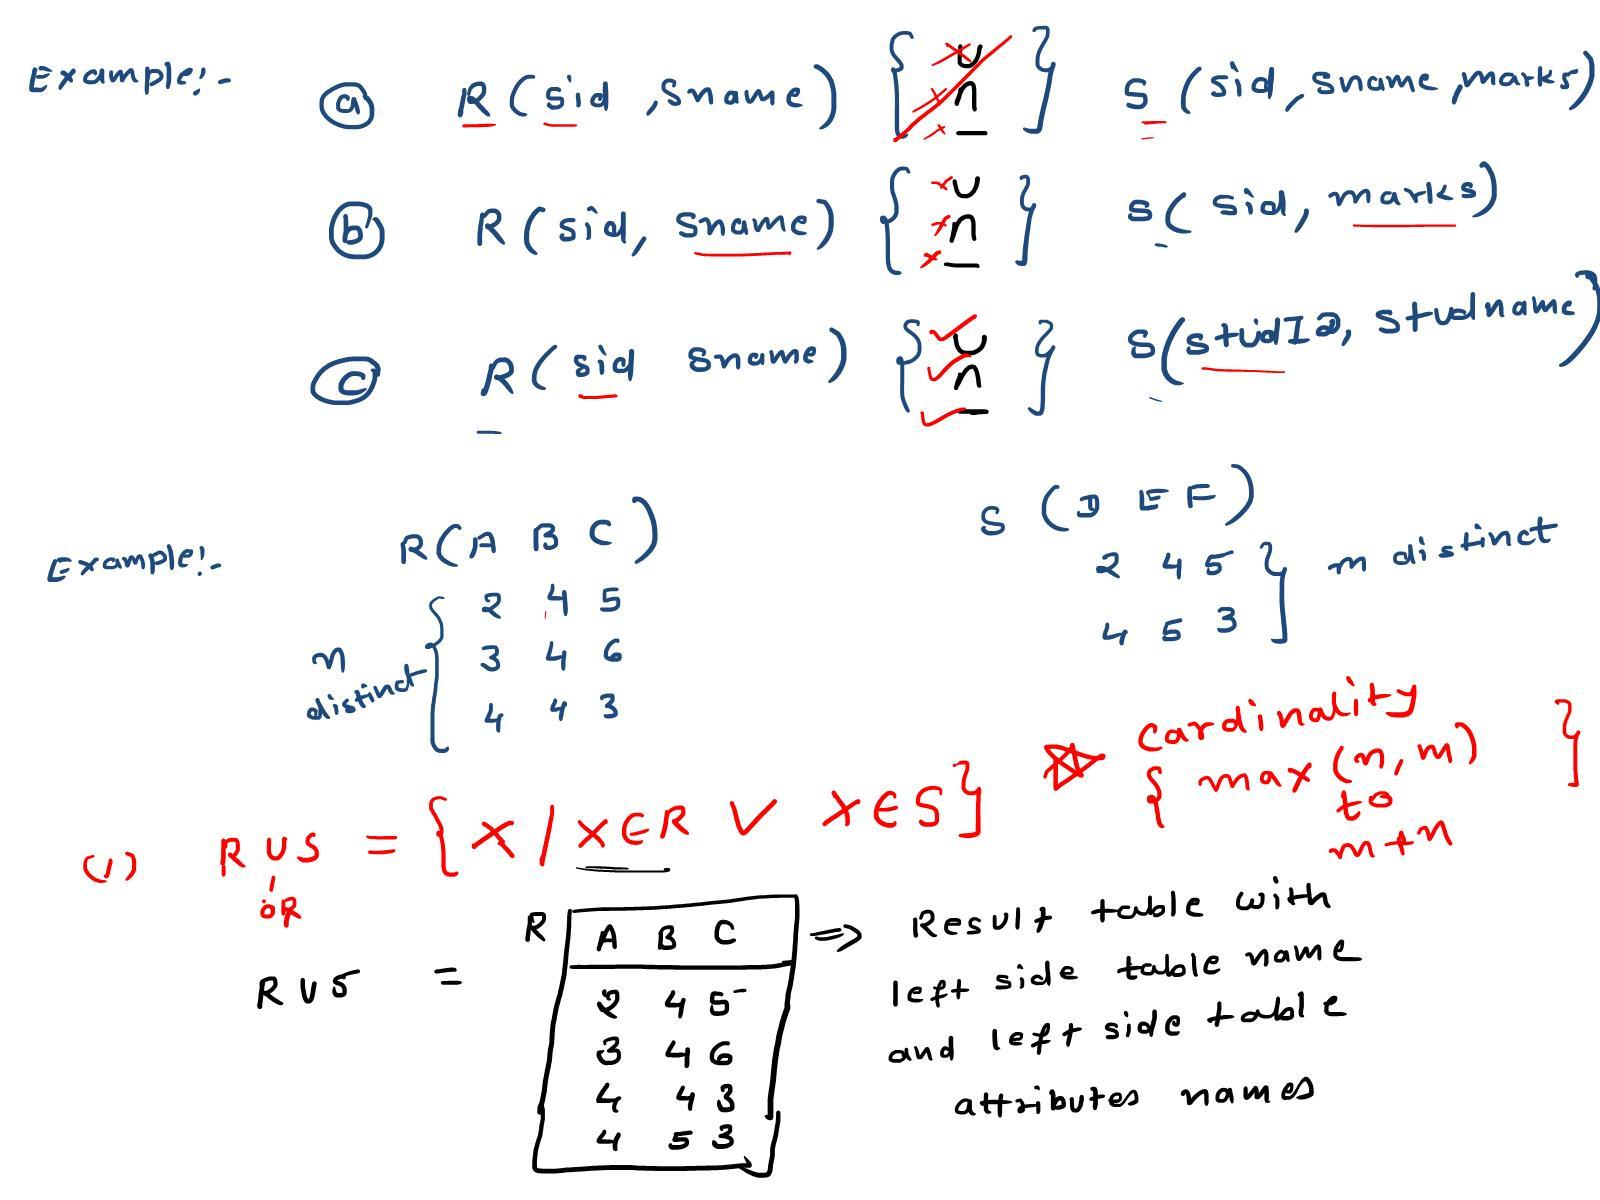 Example:-
(a) R ( sid , Sname ) { ∪ ∩ — } S ( sid , sname , marks )
(b) R ( sid , Sname ) { ∪ ∩ — } S ( sid , marks )
(c) R ( sid Sname ) { ∪ ∩ — } S ( studId , studname )
Example:-
R ( A B C )
n distinct
2 4 5
3 4 6
4 4 3
S ( D E F )
2 4 5
4 5 3
m distinct
(1) R ∪ S = { X / X ∈ R ∨ X ∈ S }
OR
cardinality
{ max (n, m)
to
m+n }
R ∪ S =
R
A B C
2 4 5
3 4 6
4 4 3
4 5 3
⇒ Result table with
left side table name
and left side table
attributes names